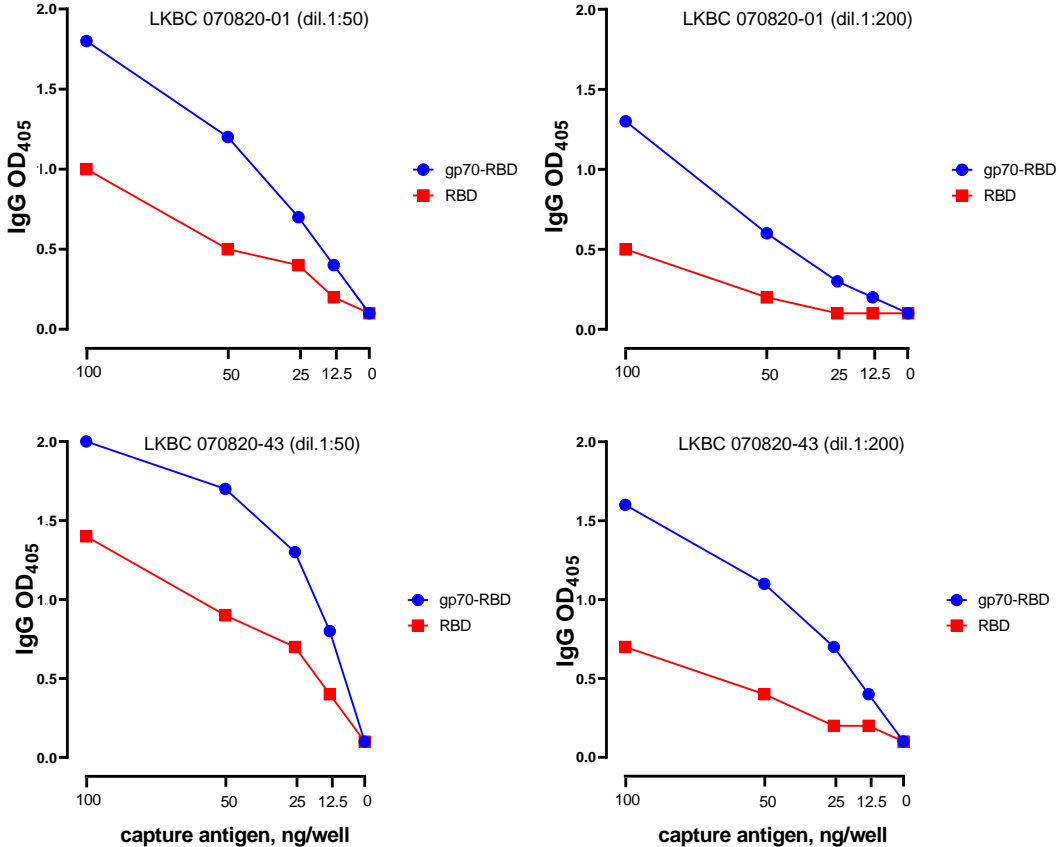 LKBC 070820-01 (dil.1:50)
IgG OD405
2.0
1.5
1.0
0.5
0.0
100 50 25 12.5 0
gp70-RBD
RBD
LKBC 070820-01 (dil.1:200)
IgG OD405
2.0
1.5
1.0
0.5
0.0
100 50 25 12.5 0
gp70-RBD
RBD
LKBC 070820-43 (dil.1:50)
IgG OD405
2.0
1.5
1.0
0.5
0.0
100 50 25 12.5 0
capture antigen, ng/well
gp70-RBD
RBD
LKBC 070820-43 (dil.1:200)
IgG OD405
2.0
1.5
1.0
0.5
0.0
100 50 25 12.5 0
capture antigen, ng/well
gp70-RBD
RBD